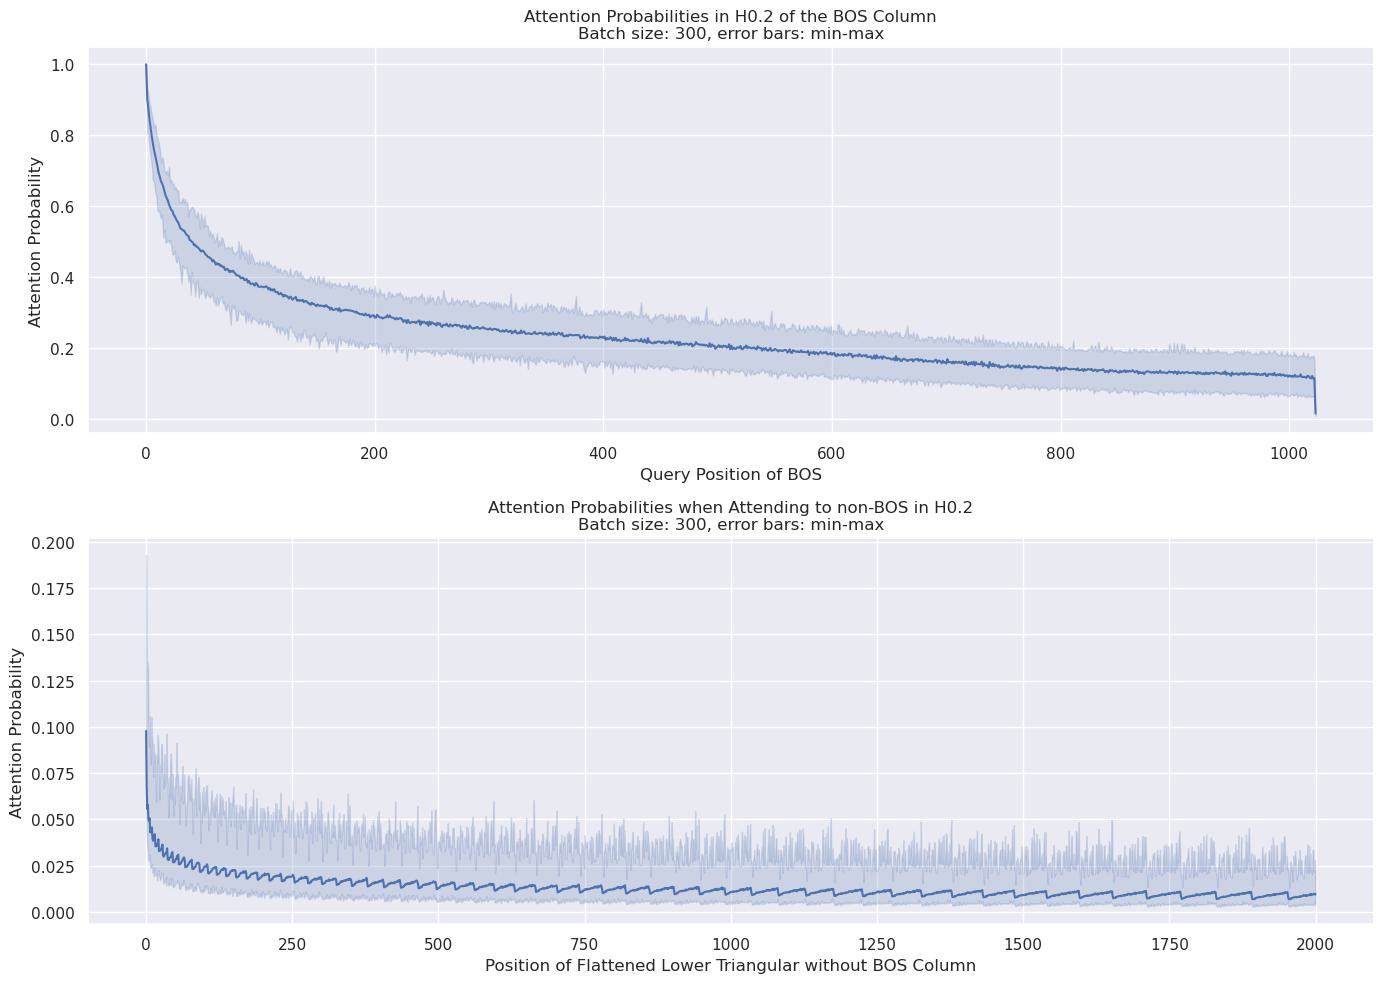 Attention Probabilities in H0.2 of the BOS Column
Batch size: 300, error bars: min-max
1.0
0.8
0.6
0.4
0.2
0.0
Attention Probability
0 200 400 600 800 1000
Query Position of BOS
Attention Probabilities when Attending to non-BOS in H0.2
Batch size: 300, error bars: min-max
0.200
0.175
0.150
0.125
0.100
0.075
0.050
0.025
0.000
Attention Probability
0 250 500 750 1000 1250 1500 1750 2000
Position of Flattened Lower Triangular without BOS Column